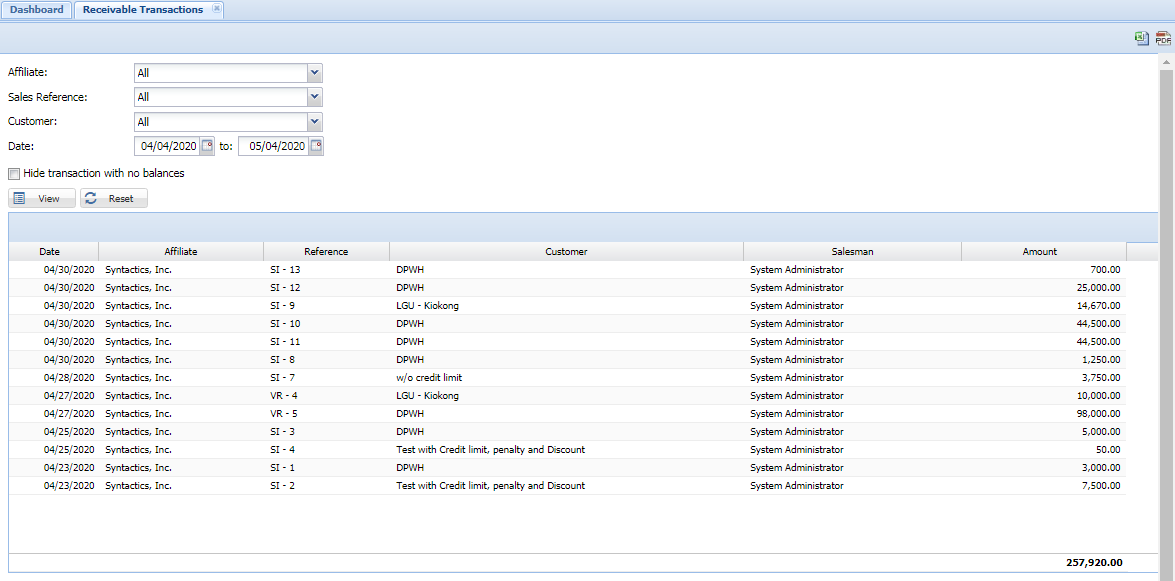 Dashboard Receivable Transactions
PDF
Affiliate: All
Sales Reference: All
Customer: All
Date: 04/04/2020 to: 05/04/2020
Hide transaction with no balances
View Reset
Date Affiliate Reference Customer Salesman Amount
04/30/2020 Syntactics, Inc. SI - 13 DPWH System Administrator 700.00
04/30/2020 Syntactics, Inc. SI - 12 DPWH System Administrator 25,000.00
04/30/2020 Syntactics, Inc. SI - 9 LGU - Kiokong System Administrator 14,670.00
04/30/2020 Syntactics, Inc. SI - 10 DPWH System Administrator 44,500.00
04/30/2020 Syntactics, Inc. SI - 11 DPWH System Administrator 44,500.00
04/30/2020 Syntactics, Inc. SI - 8 DPWH System Administrator 1,250.00
04/28/2020 Syntactics, Inc. SI - 7 w/o credit limit System Administrator 3,750.00
04/27/2020 Syntactics, Inc. VR - 4 LGU - Kiokong System Administrator 10,000.00
04/27/2020 Syntactics, Inc. VR - 5 DPWH System Administrator 98,000.00
04/25/2020 Syntactics, Inc. SI - 3 DPWH System Administrator 5,000.00
04/25/2020 Syntactics, Inc. SI - 4 Test with Credit limit, penalty and Discount System Administrator 50.00
04/23/2020 Syntactics, Inc. SI - 1 DPWH System Administrator 3,000.00
04/23/2020 Syntactics, Inc. SI - 2 Test with Credit limit, penalty and Discount System Administrator 7,500.00
257,920.00